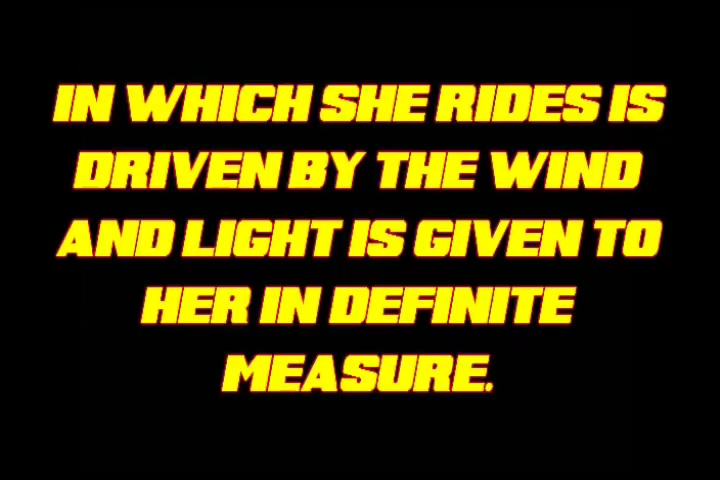 IN WHICH SHE RIDES IS
DRIVEN BY THE WIND
AND LIGHT IS GIVEN TO
HER IN DEFINITE
MEASURE.